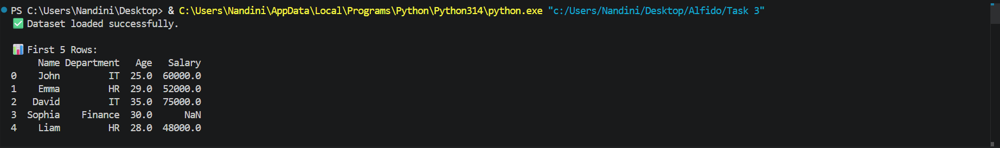 PS C:\Users\Nandini\Desktop> & C:\Users\Nandini\AppData\Local\Programs\Python\Python314\python.exe "c:/Users/Nandini/Desktop/Alfido/Task 3"
✅ Dataset loaded successfully.

📊 First 5 Rows:
     Name Department   Age   Salary
0    John         IT  25.0  60000.0
1    Emma         HR  29.0  52000.0
2   David         IT  35.0  75000.0
3  Sophia    Finance  30.0      NaN
4    Liam         HR  28.0  48000.0